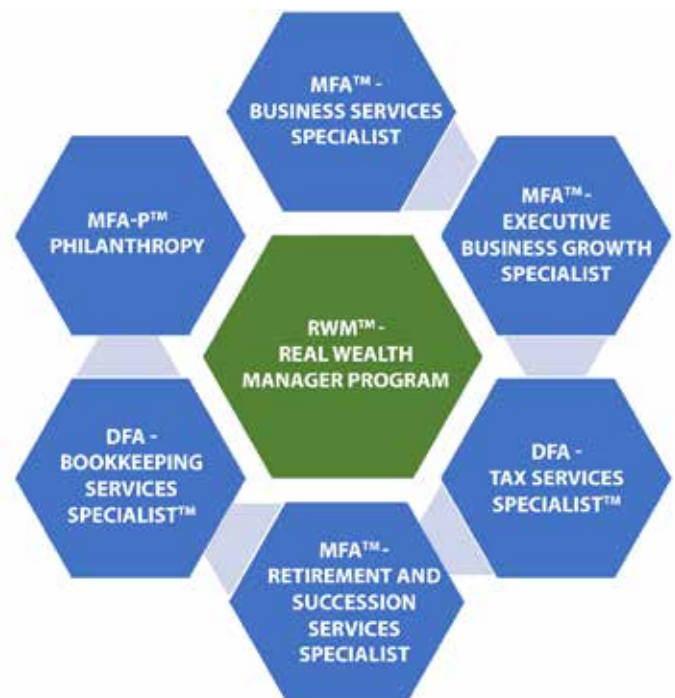 MFA™ -
BUSINESS SERVICES
SPECIALIST
MFA-P™
PHILANTHROPY
MFA™ -
EXECUTIVE
BUSINESS GROWTH
SPECIALIST
RWM™ -
REAL WEALTH
MANAGER PROGRAM
DFA -
BOOKKEEPING
SERVICES
SPECIALIST™
DFA -
TAX SERVICES
SPECIALIST™
MFA™ -
RETIREMENT AND
SUCCESSION
SERVICES
SPECIALIST